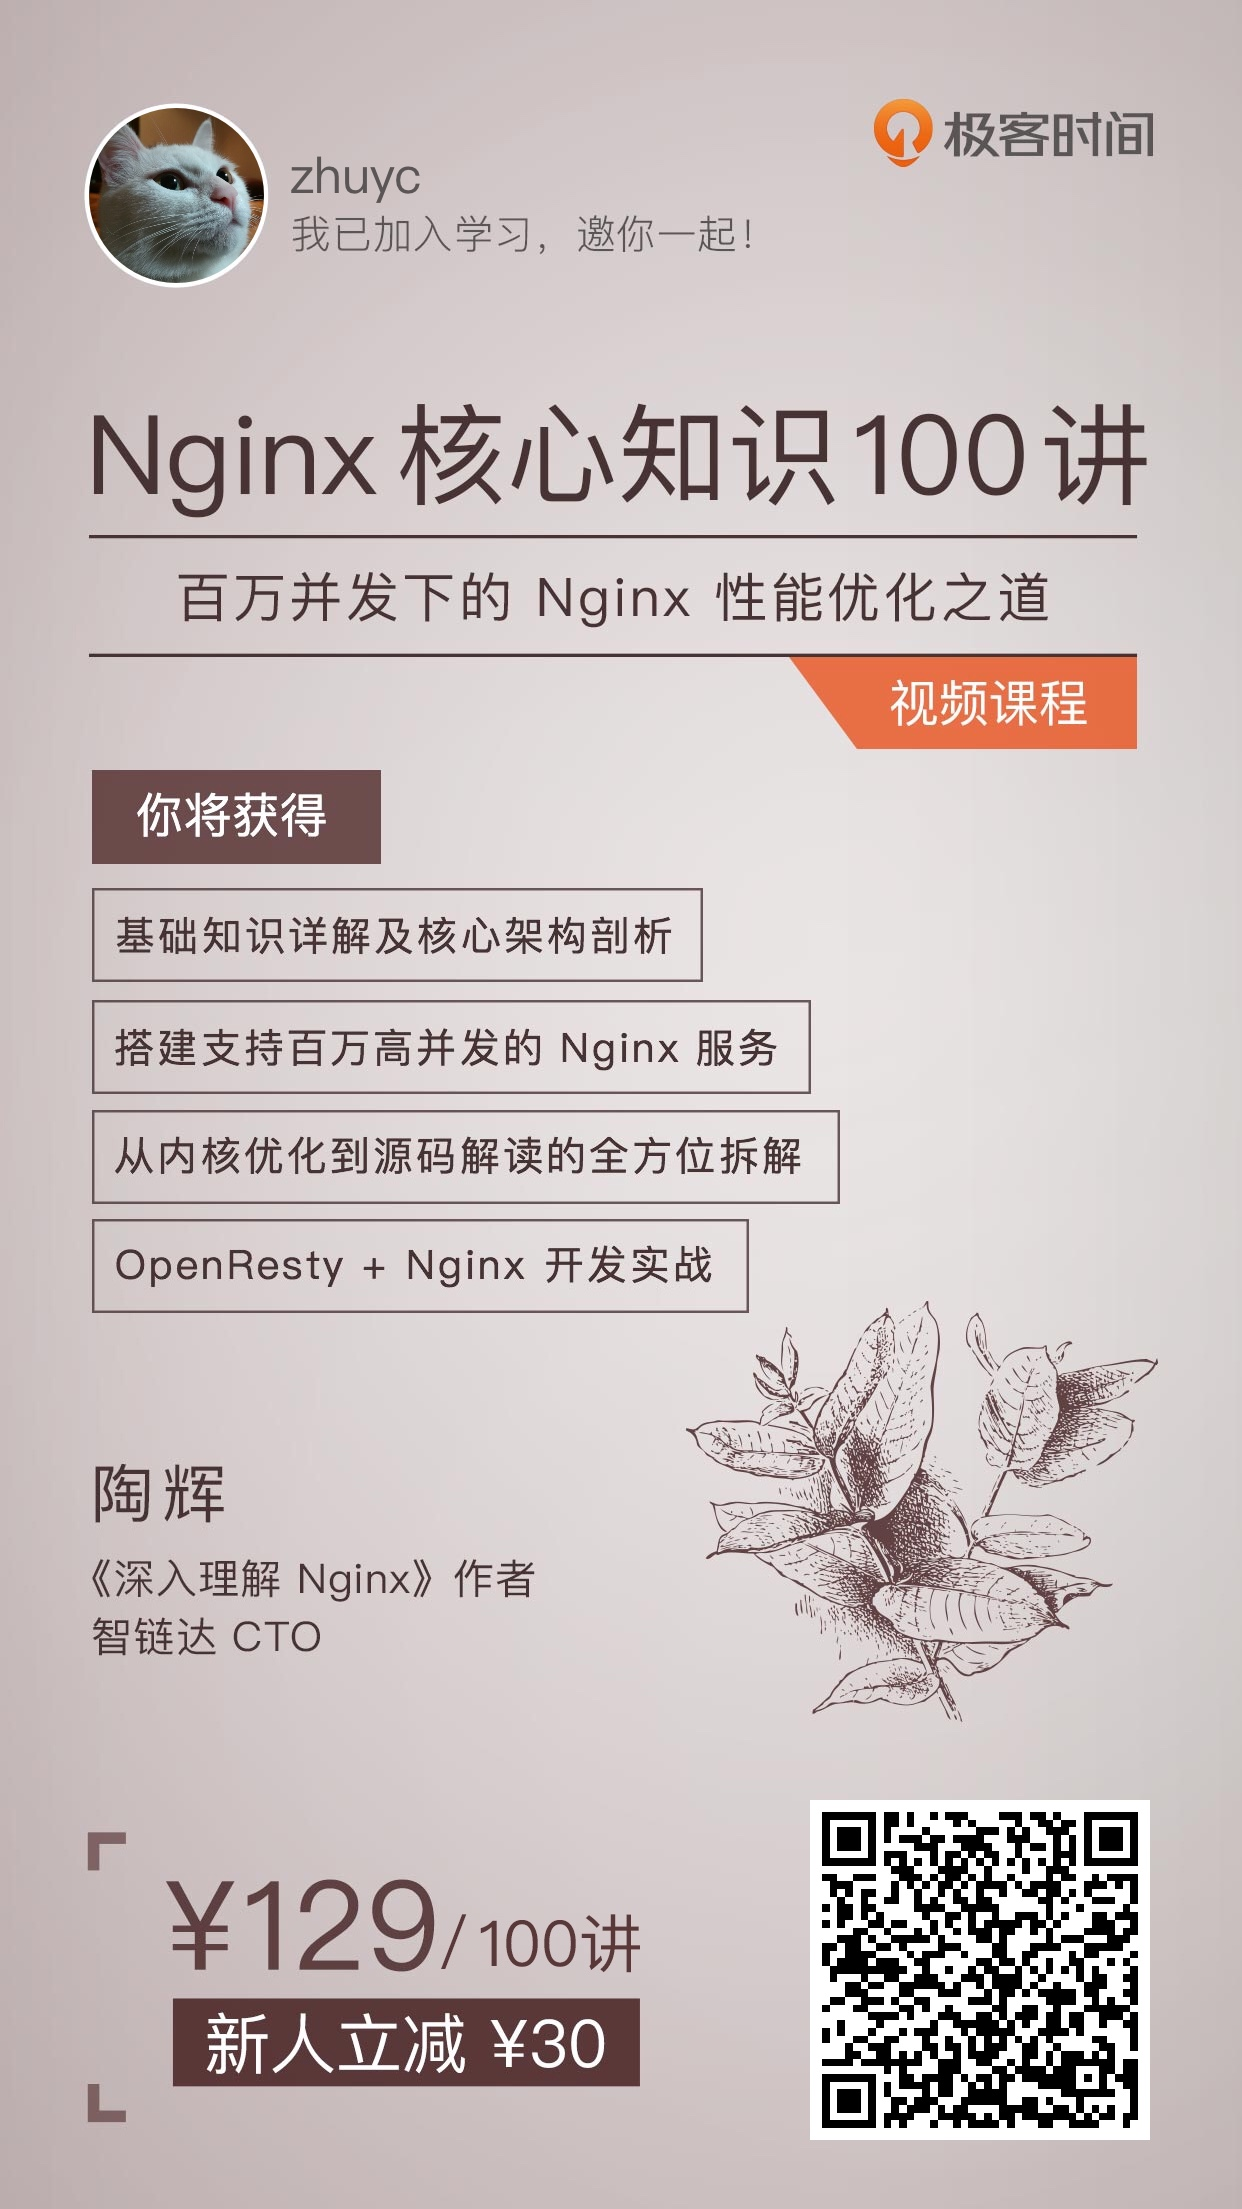 极客时间
zhuyc
我已加入学习，邀你一起！
Nginx 核心知识100讲
百万并发下的 Nginx 性能优化之道
视频课程
你将获得
基础知识详解及核心架构剖析
搭建支持百万高并发的 Nginx 服务
从内核优化到源码解读的全方位拆解
OpenResty + Nginx 开发实战
陶辉
《深入理解 Nginx》作者
智链达 CTO
¥129/100讲
新人立减 ¥30